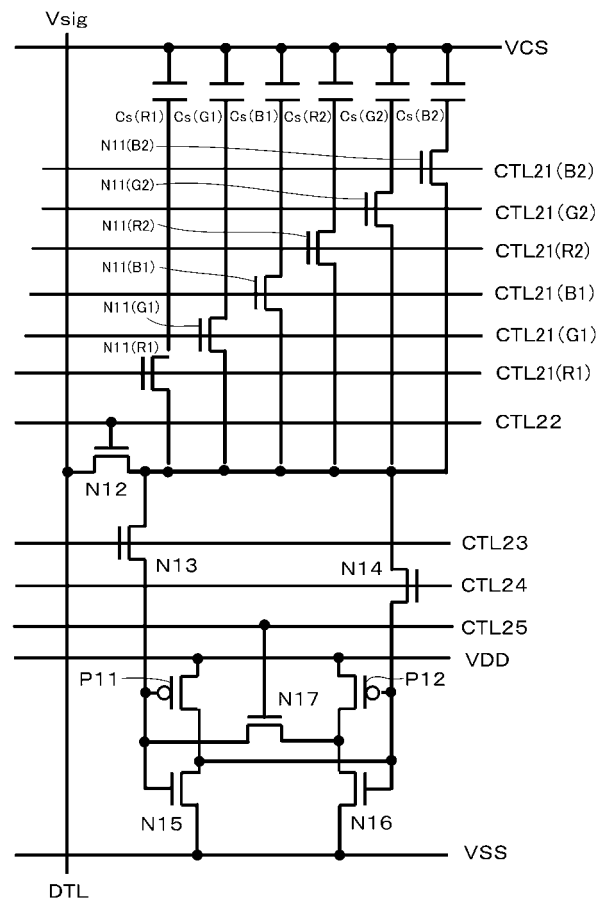 Vsig
VCS
Cs(R1) Cs(G1) Cs(B1) Cs(R2) Cs(G2) Cs(B2)
N11(B2)
CTL21(B2)
N11(G2)
CTL21(G2)
N11(R2)
CTL21(R2)
N11(B1)
CTL21(B1)
N11(G1)
CTL21(G1)
N11(R1)
CTL21(R1)
CTL22
N12
CTL23
N13
N14
CTL24
CTL25
VDD
P11
P12
N17
N15
N16
VSS
DTL